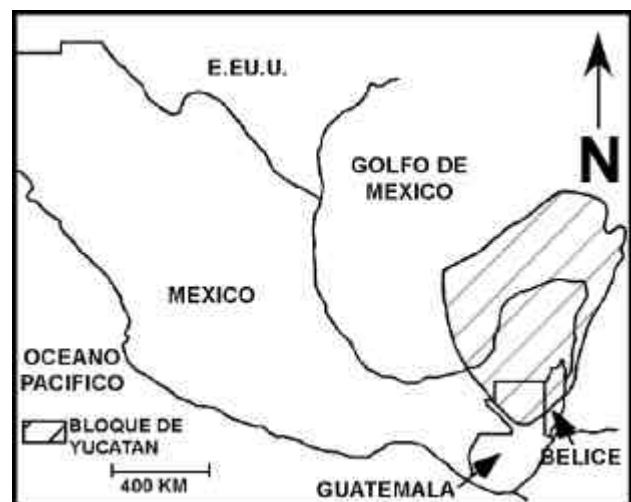 E.EU.U.
GOLFO DE
MEXICO
N
MEXICO
OCEANO
PACIFICO
BLOQUE DE
YUCATAN
400 KM
BELICE
GUATEMALA